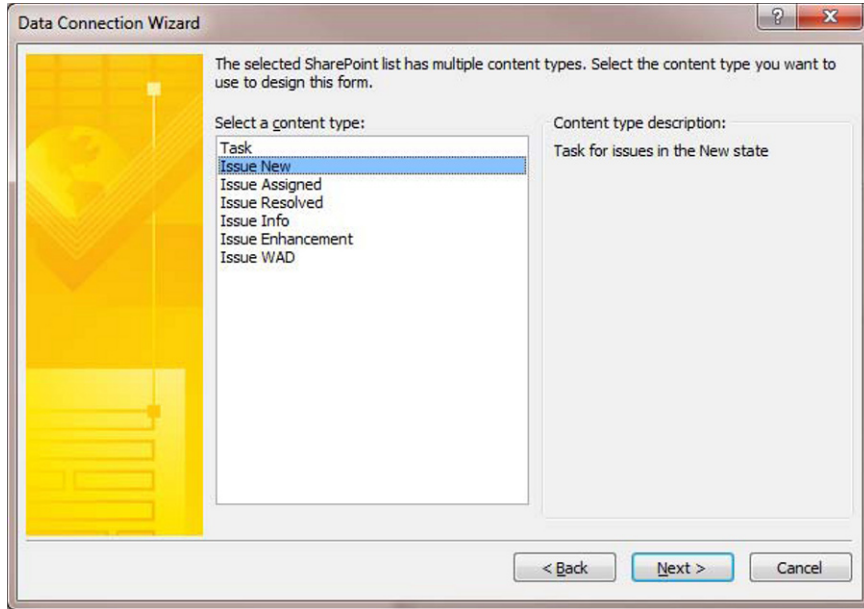 Data Connection Wizard
The selected SharePoint list has multiple content types. Select the content type you want to
use to design this form.
Select a content type:
Task
Issue New
Issue Assigned
Issue Resolved
Issue Info
Issue Enhancement
Issue WAD
Content type description:
Task for issues in the New state
< Back
Next >
Cancel